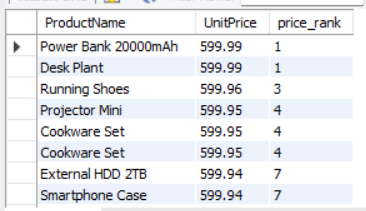 ProductName UnitPrice price_rank
Power Bank 20000mAh 599.99 1
Desk Plant 599.99 1
Running Shoes 599.96 3
Projector Mini 599.95 4
Cookware Set 599.95 4
Cookware Set 599.95 4
External HDD 2TB 599.94 7
Smartphone Case 599.94 7